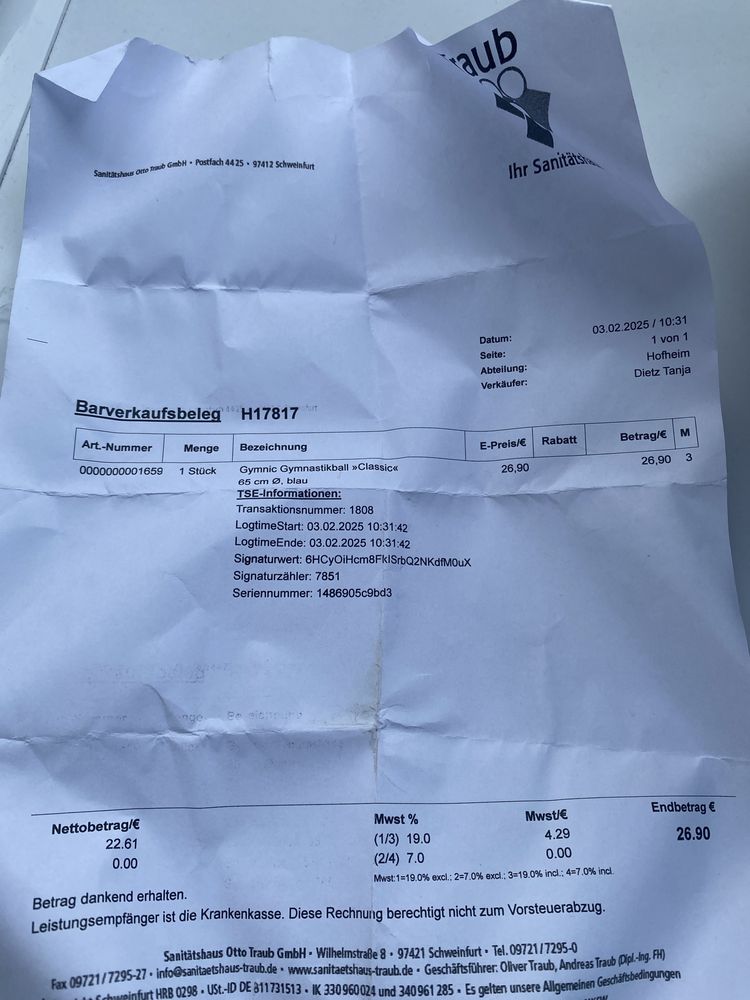 raub
Ihr Sanitäts
Sanitätshaus Otto Traub GmbH • Postfach 44 25 • 97412 Schweinfurt
Datum: 03.02.2025 / 10:31
Seite: 1 von 1
Abteilung: Hofheim
Verkäufer: Dietz Tanja
Barverkaufsbeleg H17817
Art.-Nummer Menge Bezeichnung E-Preis/€ Rabatt Betrag/€ M
0000000001659 1 Stück Gymnic Gymnastikball »Classic« 26,90 26,90 3
65 cm Ø, blau
TSE-Informationen:
Transaktionsnummer: 1808
LogtimeStart: 03.02.2025 10:31:42
LogtimeEnde: 03.02.2025 10:31:42
Signaturwert: 6HCyOiHcm8FkISrbQ2NKdfM0uX
Signaturzähler: 7851
Seriennummer: 1486905c9bd3
Nettobetrag/€ Mwst % Mwst/€ Endbetrag €
22.61 (1/3) 19.0 4.29 26.90
0.00 (2/4) 7.0 0.00
Mwst:1=19.0% excl.; 2=7.0% excl.; 3=19.0% incl.; 4=7.0% incl.
Betrag dankend erhalten.
Leistungsempfänger ist die Krankenkasse. Diese Rechnung berechtigt nicht zum Vorsteuerabzug.
Sanitätshaus Otto Traub GmbH • Wilhelmstraße 8 • 97421 Schweinfurt • Tel. 09721/7295-0
Fax 09721/7295-27 • info@sanitaetshaus-traub.de • www.sanitaetshaus-traub.de • Geschäftsführer: Oliver Traub, Andreas Traub (Dipl.-Ing. FH)
Schweinfurt HRB 0298 • USt.-ID DE 811731513 • IK 330960024 und 340961285 • Es gelten unsere Allgemeinen Geschäftsbedingungen